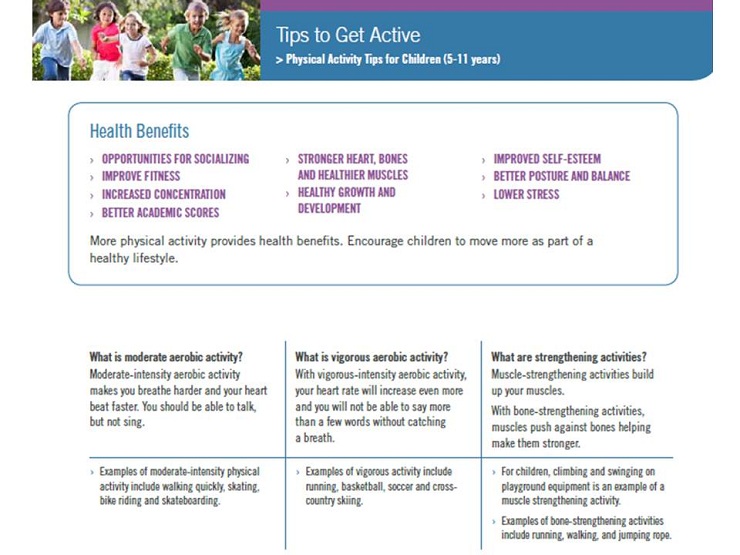 Tips to Get Active
> Physical Activity Tips for Children (5-11 years)
Health Benefits
› OPPORTUNITIES FOR SOCIALIZING
› IMPROVE FITNESS
› INCREASED CONCENTRATION
› BETTER ACADEMIC SCORES
› STRONGER HEART, BONES
AND HEALTHIER MUSCLES
› HEALTHY GROWTH AND
DEVELOPMENT
› IMPROVED SELF-ESTEEM
› BETTER POSTURE AND BALANCE
› LOWER STRESS
More physical activity provides health benefits. Encourage children to move more as part of a
healthy lifestyle.
What is moderate aerobic activity?
Moderate-intensity aerobic activity
makes you breathe harder and your heart
beat faster. You should be able to talk,
but not sing.
› Examples of moderate-intensity physical
activity include walking quickly, skating,
bike riding and skateboarding.
What is vigorous aerobic activity?
With vigorous-intensity aerobic activity,
your heart rate will increase even more
and you will not be able to say more
than a few words without catching
a breath.
› Examples of vigorous activity include
running, basketball, soccer and cross-
country skiing.
What are strengthening activities?
Muscle-strengthening activities build
up your muscles.
With bone-strengthening activities,
muscles push against bones helping
make them stronger.
› For children, climbing and swinging on
playground equipment is an example of a
muscle strengthening activity.
› Examples of bone-strengthening activities
include running, walking, and jumping rope.